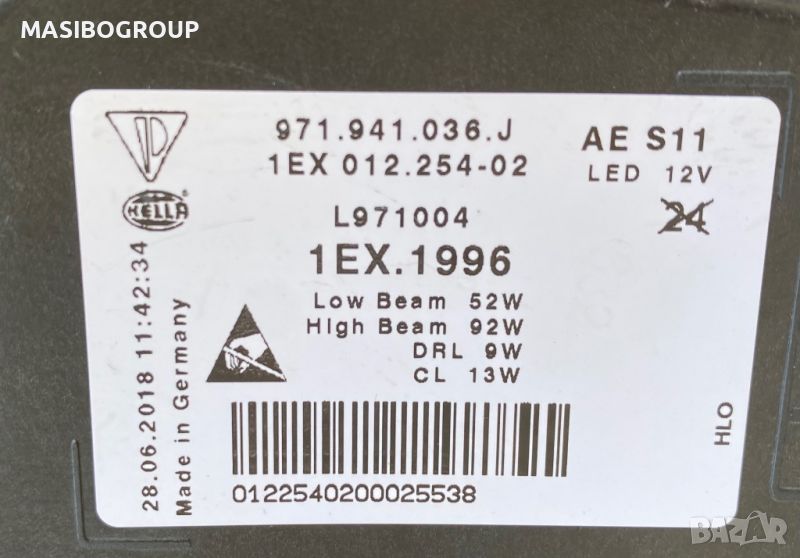 MASIBOGROUP
971.941.036.J
1EX 012.254-02
AE S11
LED 12V
HELLA
L971004
24
1EX.1996
Low Beam 52W
High Beam 92W
DRL 9W
CL 13W
28.06.2018 11:42:34
Made in Germany
HLO
0122540200025538
BAZAR